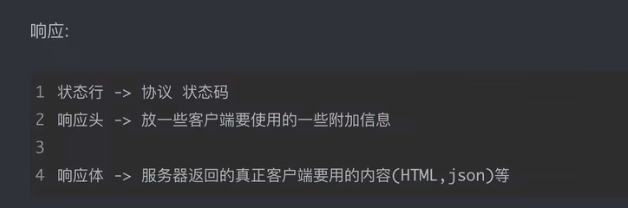 响应:
1 状态行 -> 协议 状态码
2 响应头 -> 放一些客户端要使用的一些附加信息
3
4 响应体 -> 服务器返回的真正客户端要用的内容(HTML,json)等